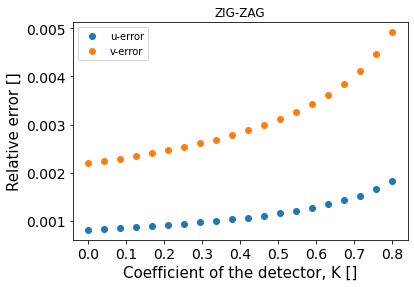 ZIG-ZAG
u-error
v-error
Relative error []
0.005
0.004
0.003
0.002
0.001
0.0 0.1 0.2 0.3 0.4 0.5 0.6 0.7 0.8
Coefficient of the detector, K []